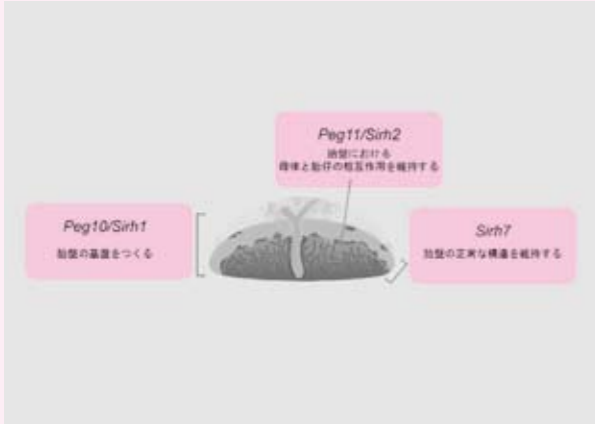 Peg11/Sirh2
胎盤における
母体と胎仔の相互作用を維持する
Peg10/Sirh1
胎盤の基盤をつくる
Sirh7
胎盤の正常な構造を維持する